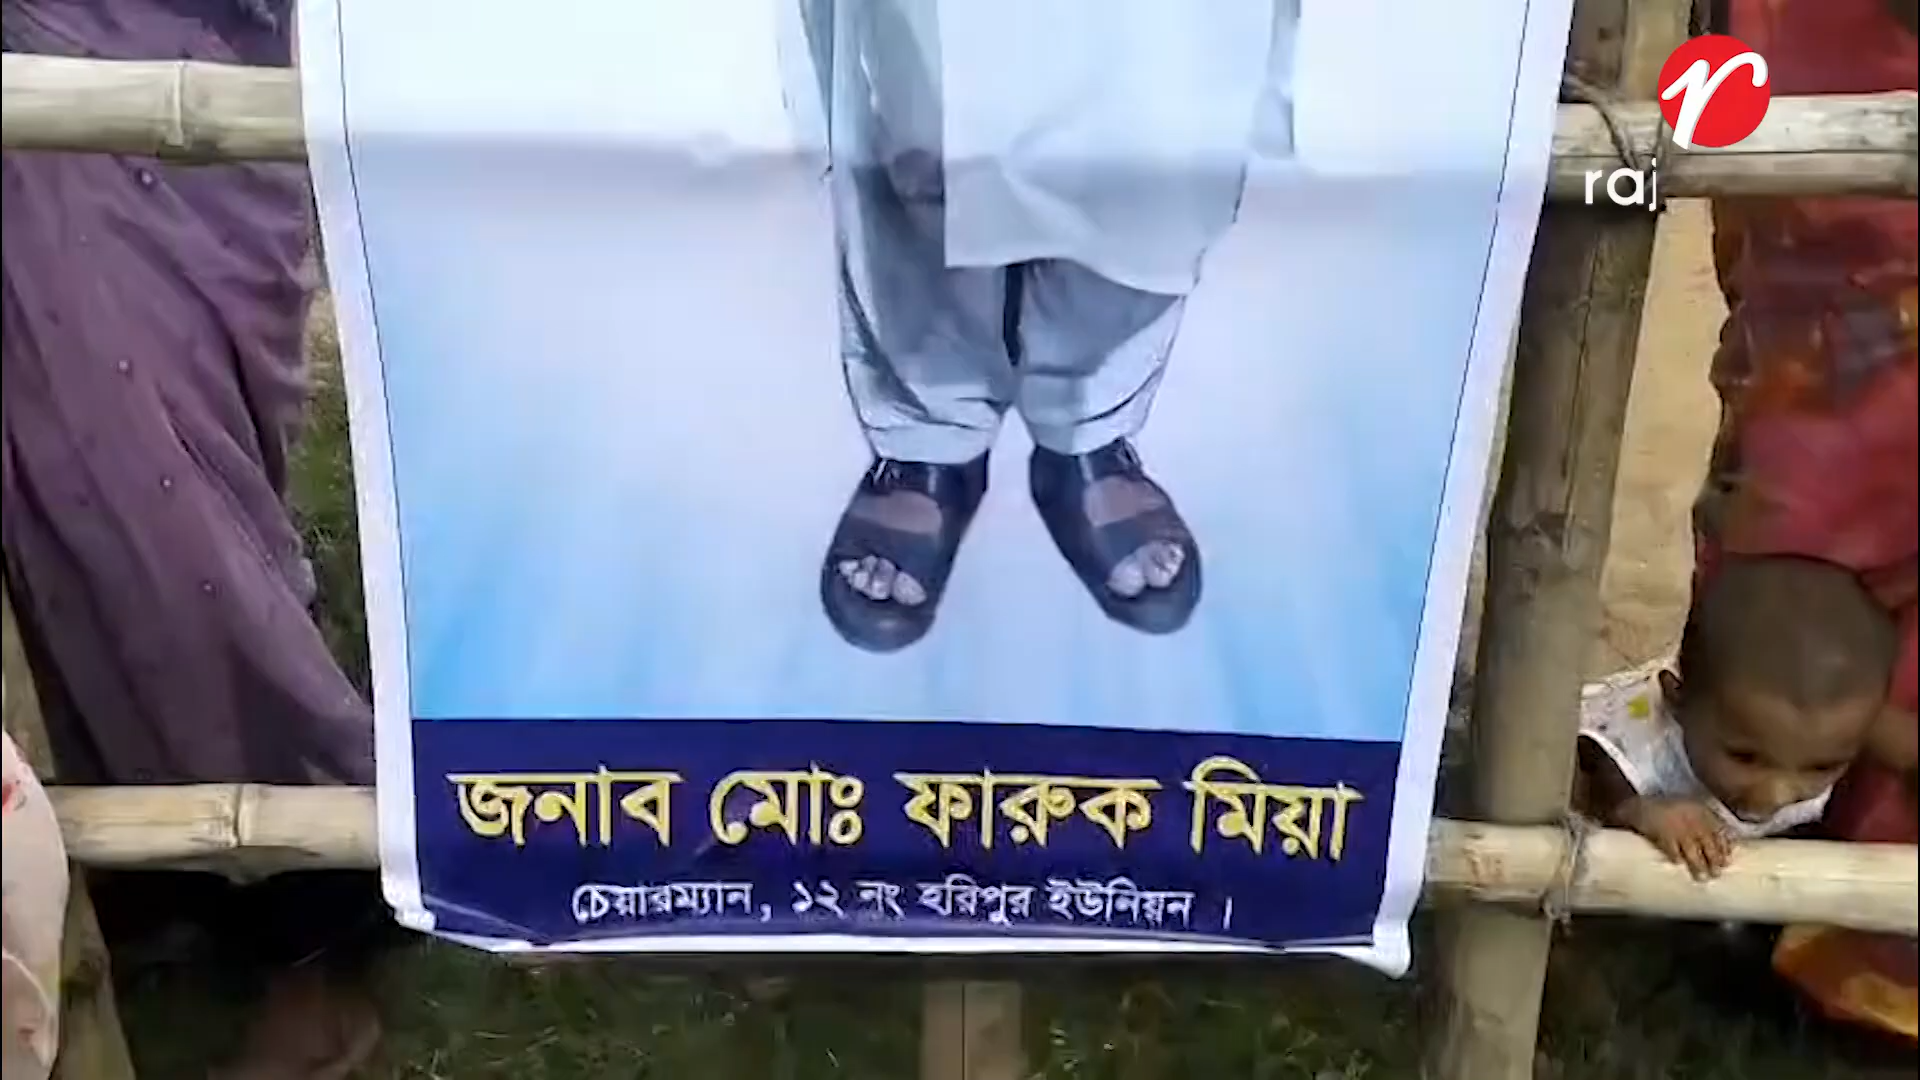 raj
জনাব মোঃ ফারুক মিয়া
চেয়ারম্যান, ১২ নং হরিপুর ইউনিয়ন ।